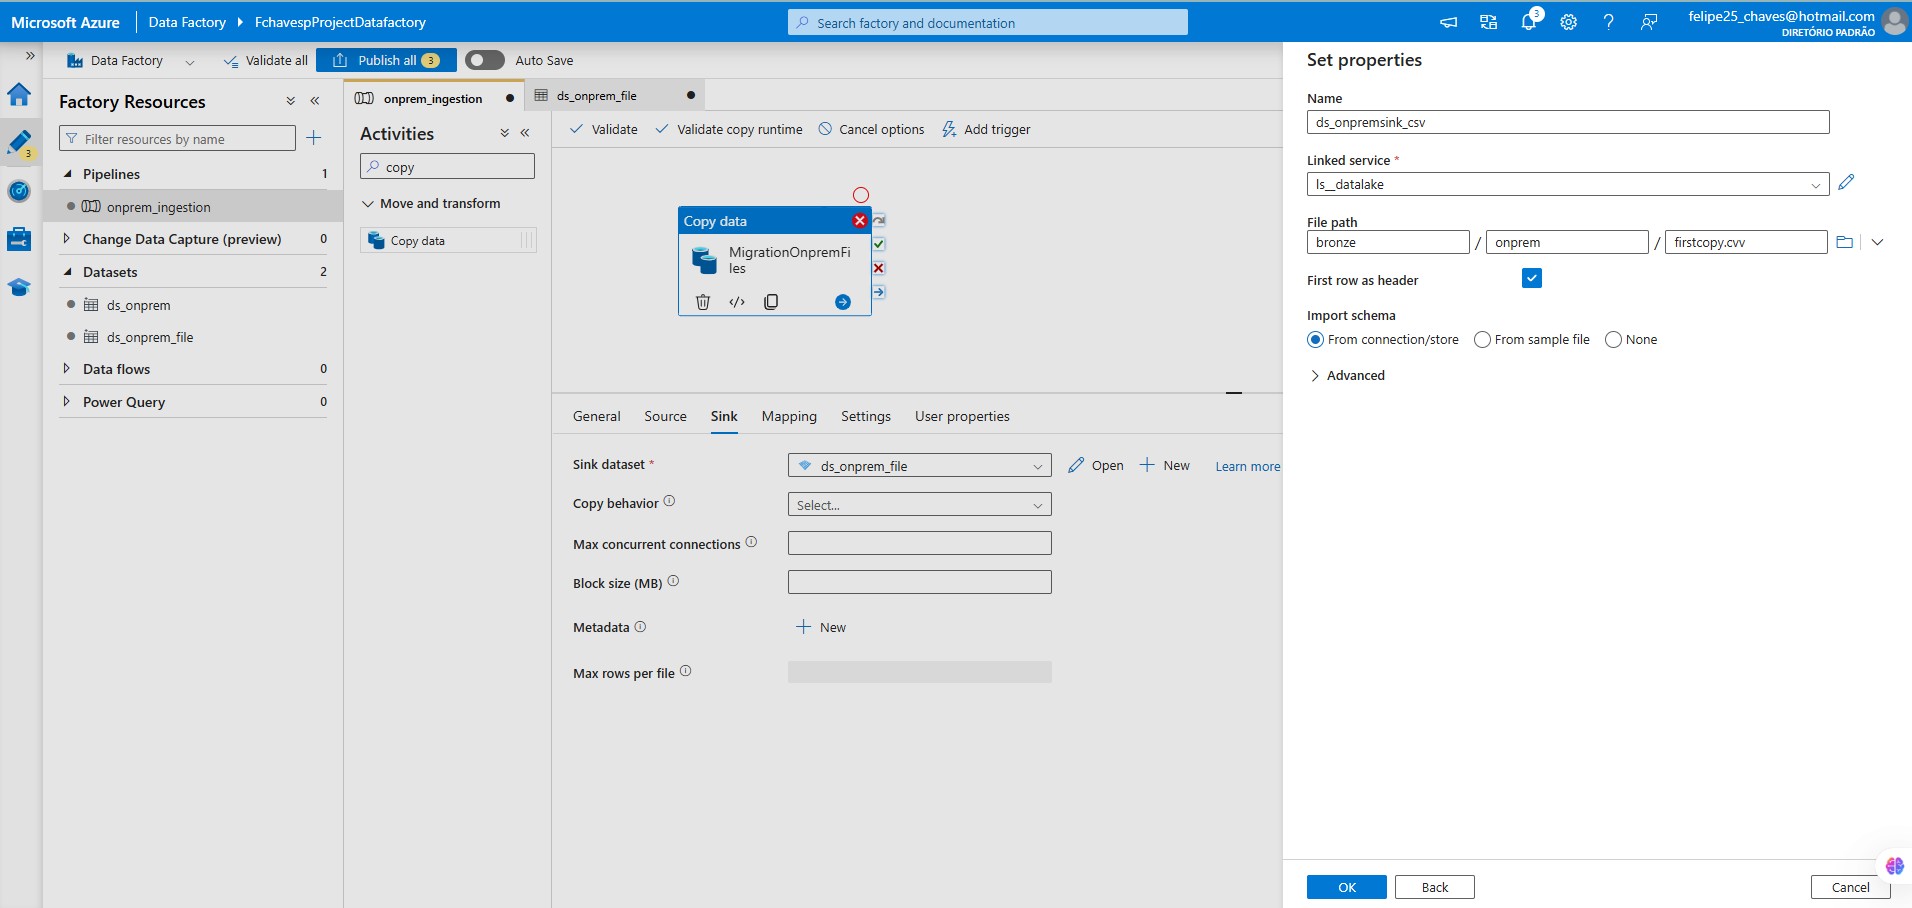 Microsoft Azure
Data Factory
FchavespProjectDatafactory
Search factory and documentation
3
felipe25_chaves@hotmail.com
DIRETÓRIO PADRÃO
Data Factory
Validate all
Publish all 3
Auto Save
3
Factory Resources
Filter resources by name
Pipelines 1
onprem_ingestion
Change Data Capture (preview) 0
Datasets 2
ds_onprem
ds_onprem_file
Data flows 0
Power Query 0
onprem_ingestion
ds_onprem_file
Activities
copy
Move and transform
Copy data
Validate
Validate copy runtime
Cancel options
Add trigger
Copy data
MigrationOnpremFi
les
General
Source
Sink
Mapping
Settings
User properties
Sink dataset *
ds_onprem_file
Open
New
Learn more
Copy behavior
Select...
Max concurrent connections
Block size (MB)
Metadata
New
Max rows per file
Set properties
Name
ds_onpremsink_csv
Linked service *
ls__datalake
File path
bronze / onprem / firstcopy.cvv
First row as header
Import schema
From connection/store
From sample file
None
Advanced
OK
Back
Cancel